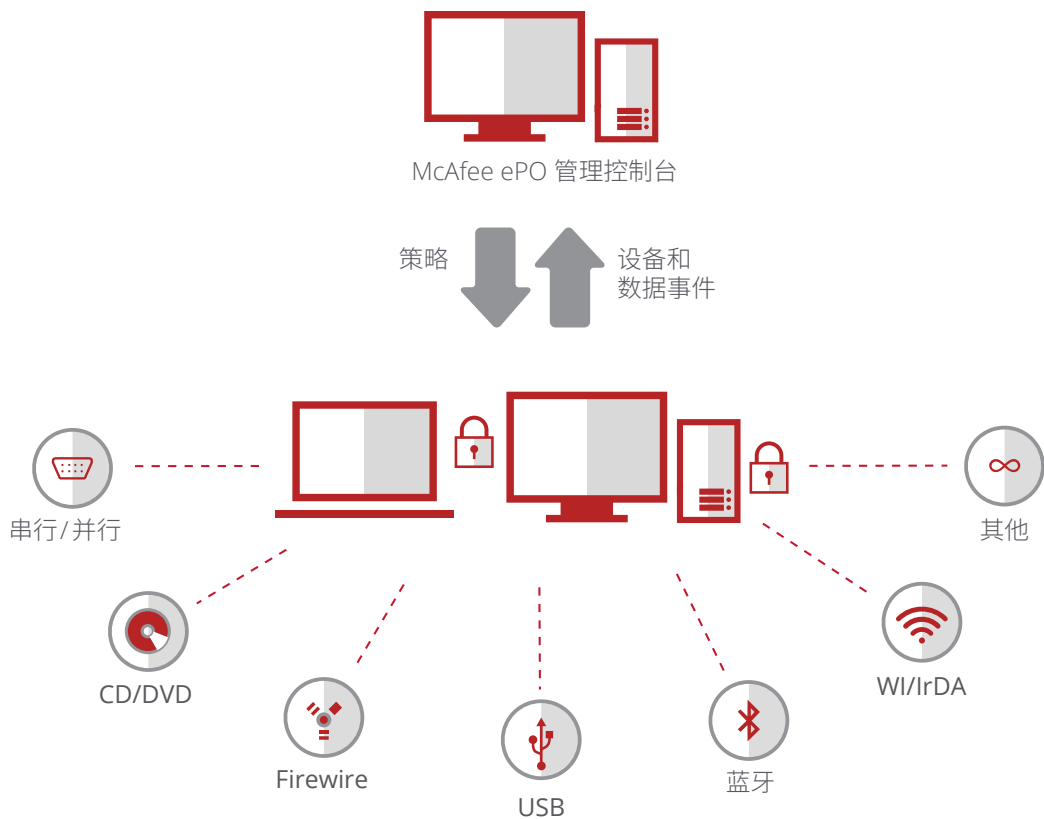 McAfee ePO 管理控制台
策略
设备和
数据事件
串行/并行
其他
CD/DVD
WI/IrDA
Firewire
蓝牙
USB